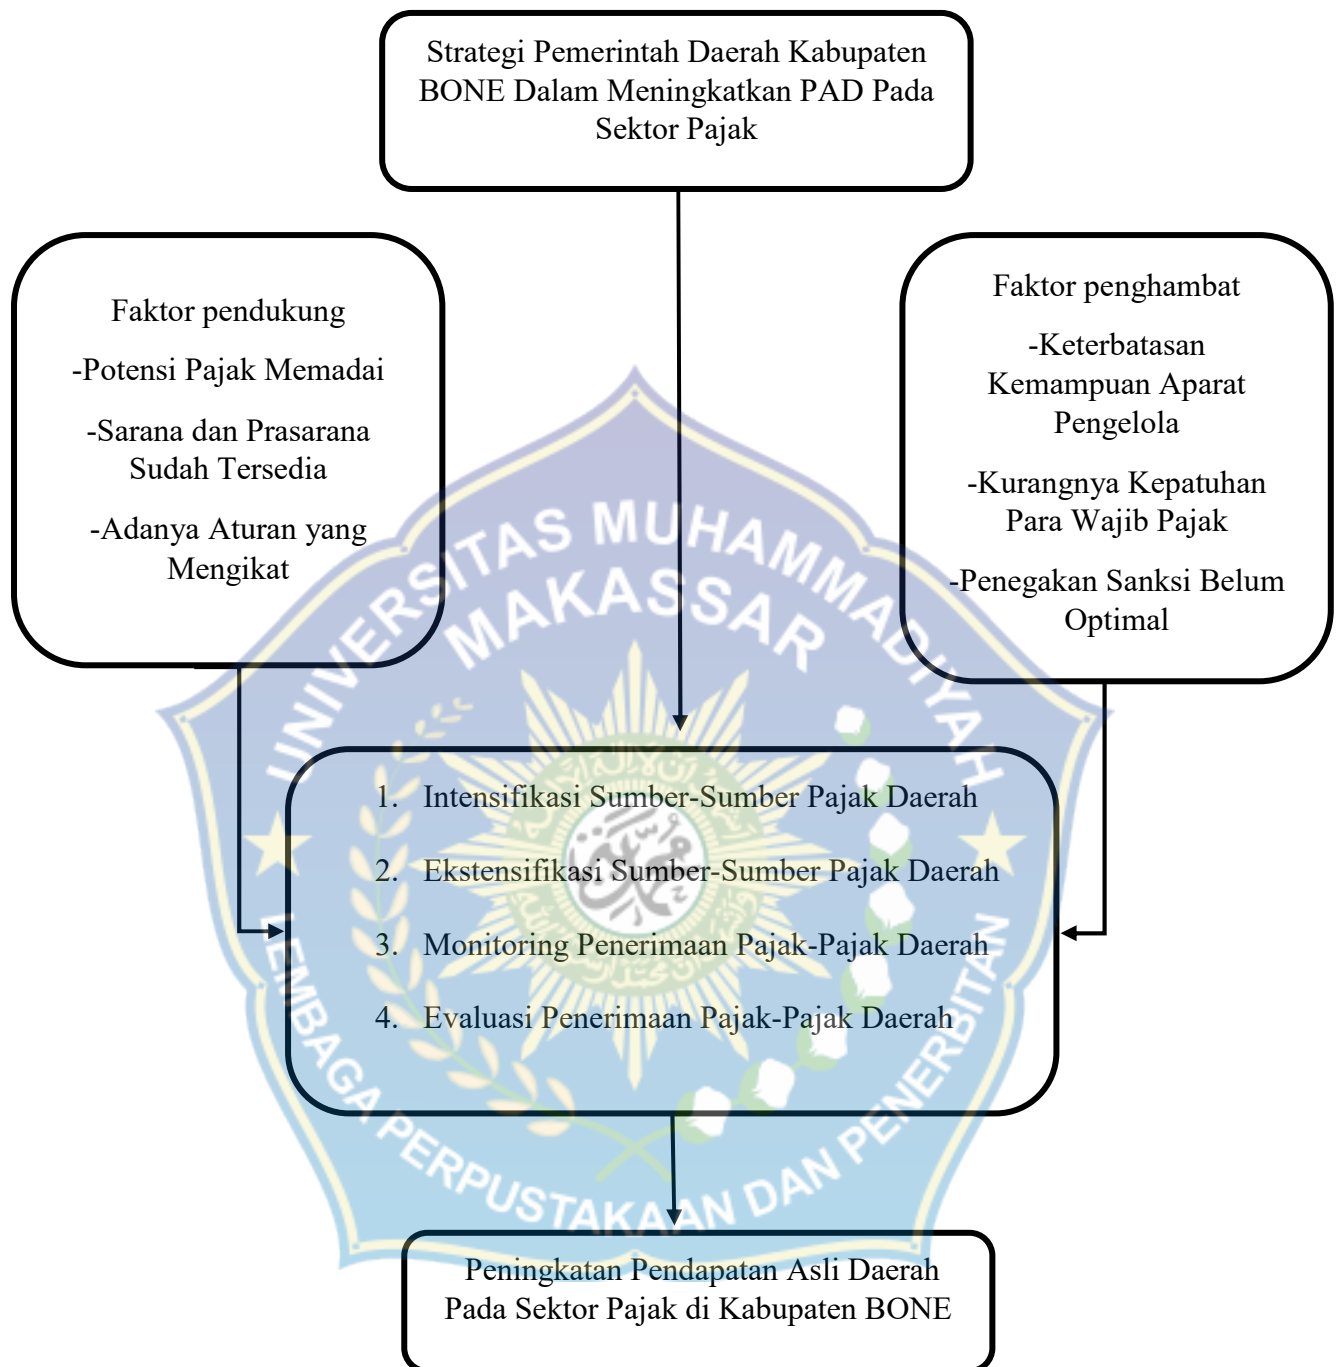 Strategi Pemerintah Daerah Kabupaten
BONE Dalam Meningkatkan PAD Pada
Sektor Pajak
Faktor pendukung
-Potensi Pajak Memadai
-Sarana dan Prasarana
Sudah Tersedia
-Adanya Aturan yang
Mengikat
Faktor penghambat
-Keterbatasan
Kemampuan Aparat
Pengelola
-Kurangnya Kepatuhan
Para Wajib Pajak
-Penegakan Sanksi Belum
Optimal
UNIVERSITAS MUHAMMADIYAH
MAKASSAR
1. Intensifikasi Sumber-Sumber Pajak Daerah
2. Ekstensifikasi Sumber-Sumber Pajak Daerah
3. Monitoring Penerimaan Pajak-Pajak Daerah
4. Evaluasi Penerimaan Pajak-Pajak Daerah
LEMBAGA PERPUSTAKAAN DAN PENERBITAN
Peningkatan Pendapatan Asli Daerah
Pada Sektor Pajak di Kabupaten BONE